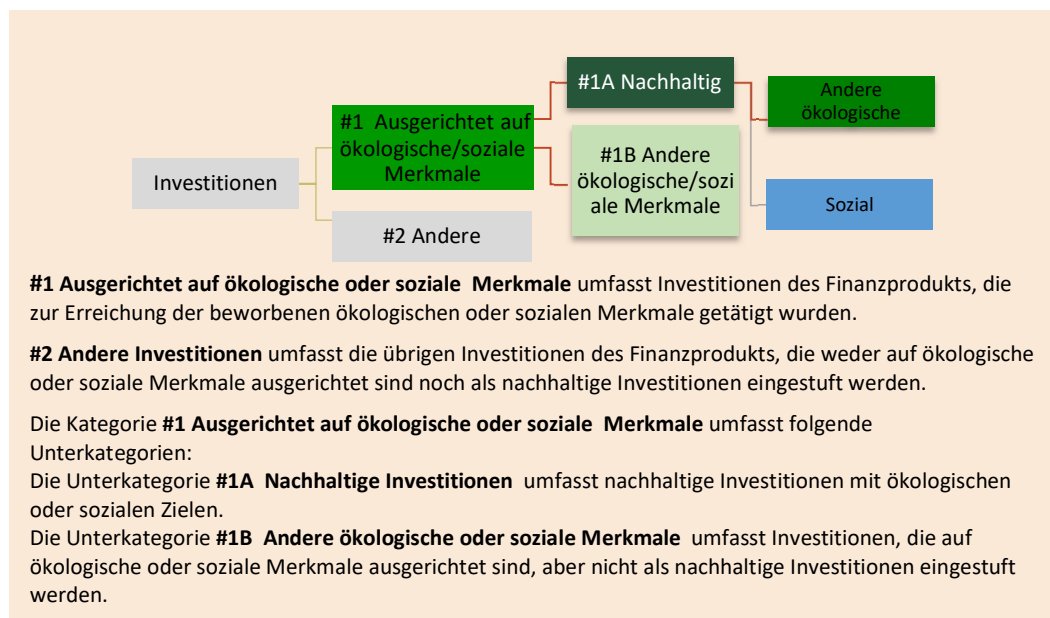 #1A Nachhaltig
Andere
ökologische
#1 Ausgerichtet auf
ökologische/soziale
Merkmale
#1B Andere
ökologische/sozi
ale Merkmale
Investitionen
Sozial
#2 Andere
#1 Ausgerichtet auf ökologische oder soziale Merkmale umfasst Investitionen des Finanzprodukts, die
zur Erreichung der beworbenen ökologischen oder sozialen Merkmale getätigt wurden.
#2 Andere Investitionen umfasst die übrigen Investitionen des Finanzprodukts, die weder auf ökologische
oder soziale Merkmale ausgerichtet sind noch als nachhaltige Investitionen eingestuft werden.
Die Kategorie #1 Ausgerichtet auf ökologische oder soziale Merkmale umfasst folgende
Unterkategorien:
Die Unterkategorie #1A Nachhaltige Investitionen umfasst nachhaltige Investitionen mit ökologischen
oder sozialen Zielen.
Die Unterkategorie #1B Andere ökologische oder soziale Merkmale umfasst Investitionen, die auf
ökologische oder soziale Merkmale ausgerichtet sind, aber nicht als nachhaltige Investitionen eingestuft
werden.